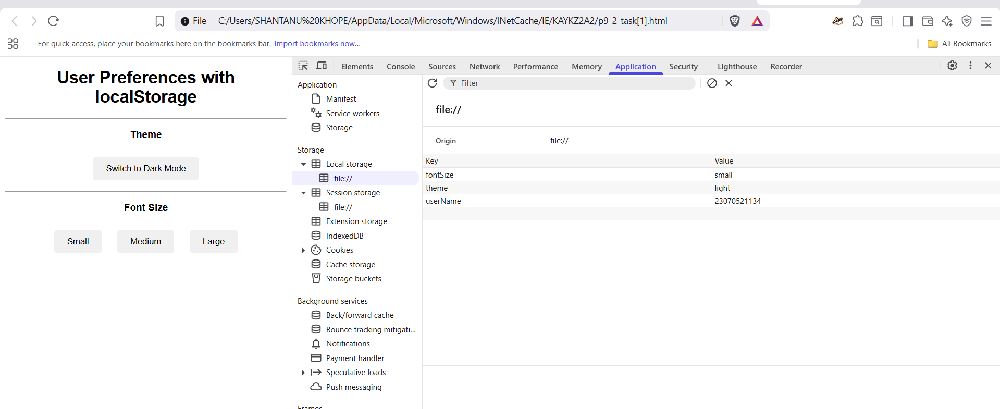 File C:/Users/SHANTANU%20KHOPE/AppData/Local/Microsoft/Windows/INetCache/IE/KAYKZ2A2/p9-2-task[1].html
For quick access, place your bookmarks here on the bookmarks bar. Import bookmarks now...
All Bookmarks
User Preferences with
localStorage
Theme
Switch to Dark Mode
Font Size
Small Medium Large
Elements Console Sources Network Performance Memory Application Security Lighthouse Recorder
Application
Manifest
Service workers
Storage
Storage
Local storage
file://
Session storage
file://
Extension storage
IndexedDB
Cookies
Cache storage
Storage buckets
Background services
Back/forward cache
Bounce tracking mitigati...
Notifications
Payment handler
Speculative loads
Push messaging
Frames
Filter
file://
Origin file://
Key Value
fontSize small
theme light
userName 23070521134